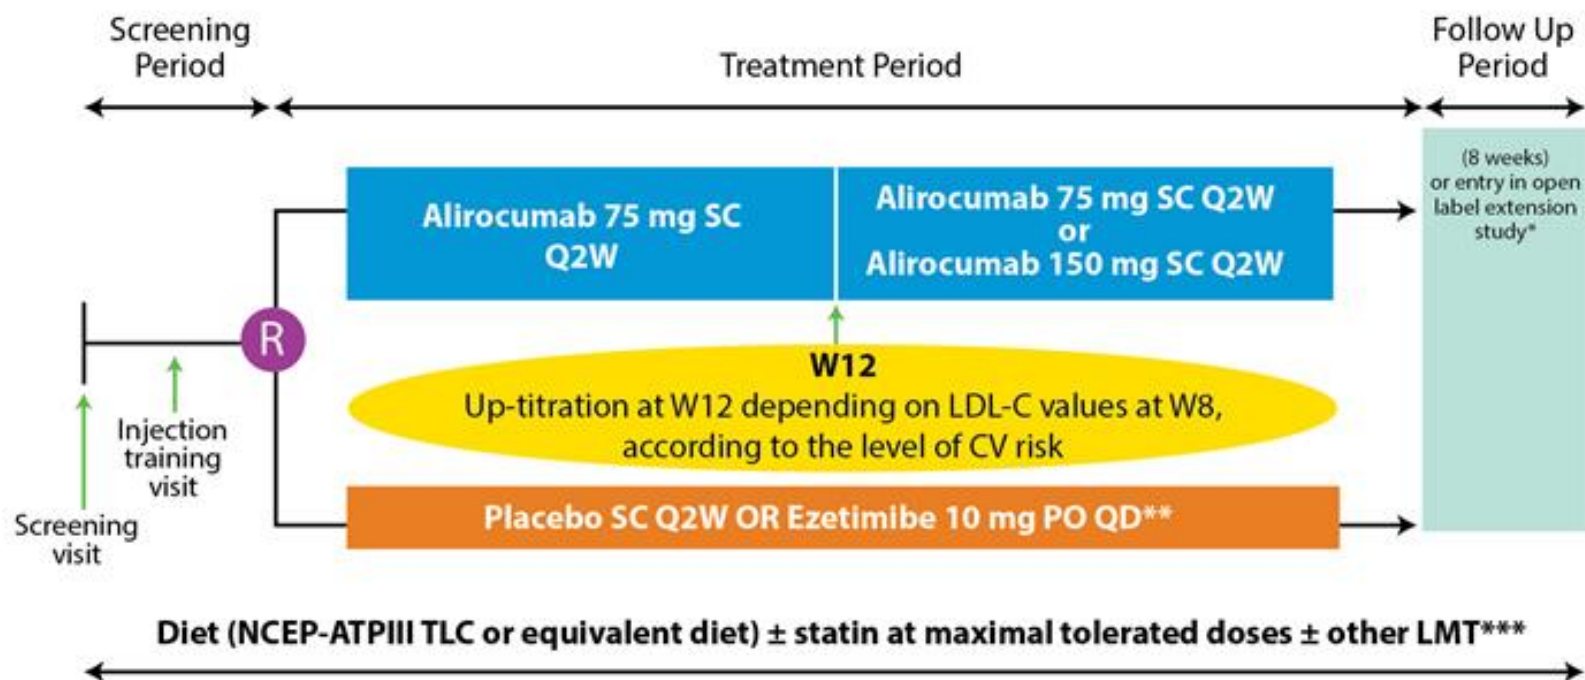 Screening
Period
Treatment Period
Follow Up
Period
Alirocumab 75 mg SC
Q2W
Alirocumab 75 mg SC Q2W
or
Alirocumab 150 mg SC Q2W
(8 weeks)
or entry in open
label extension
study*
R
W12
Up-titration at W12 depending on LDL-C values at W8,
according to the level of CV risk
Injection
training
visit
Screening
visit
Placebo SC Q2W OR Ezetimibe 10 mg PO QD**
Diet (NCEP-ATPIII TLC or equivalent diet) ± statin at maximal tolerated doses ± other LMT***